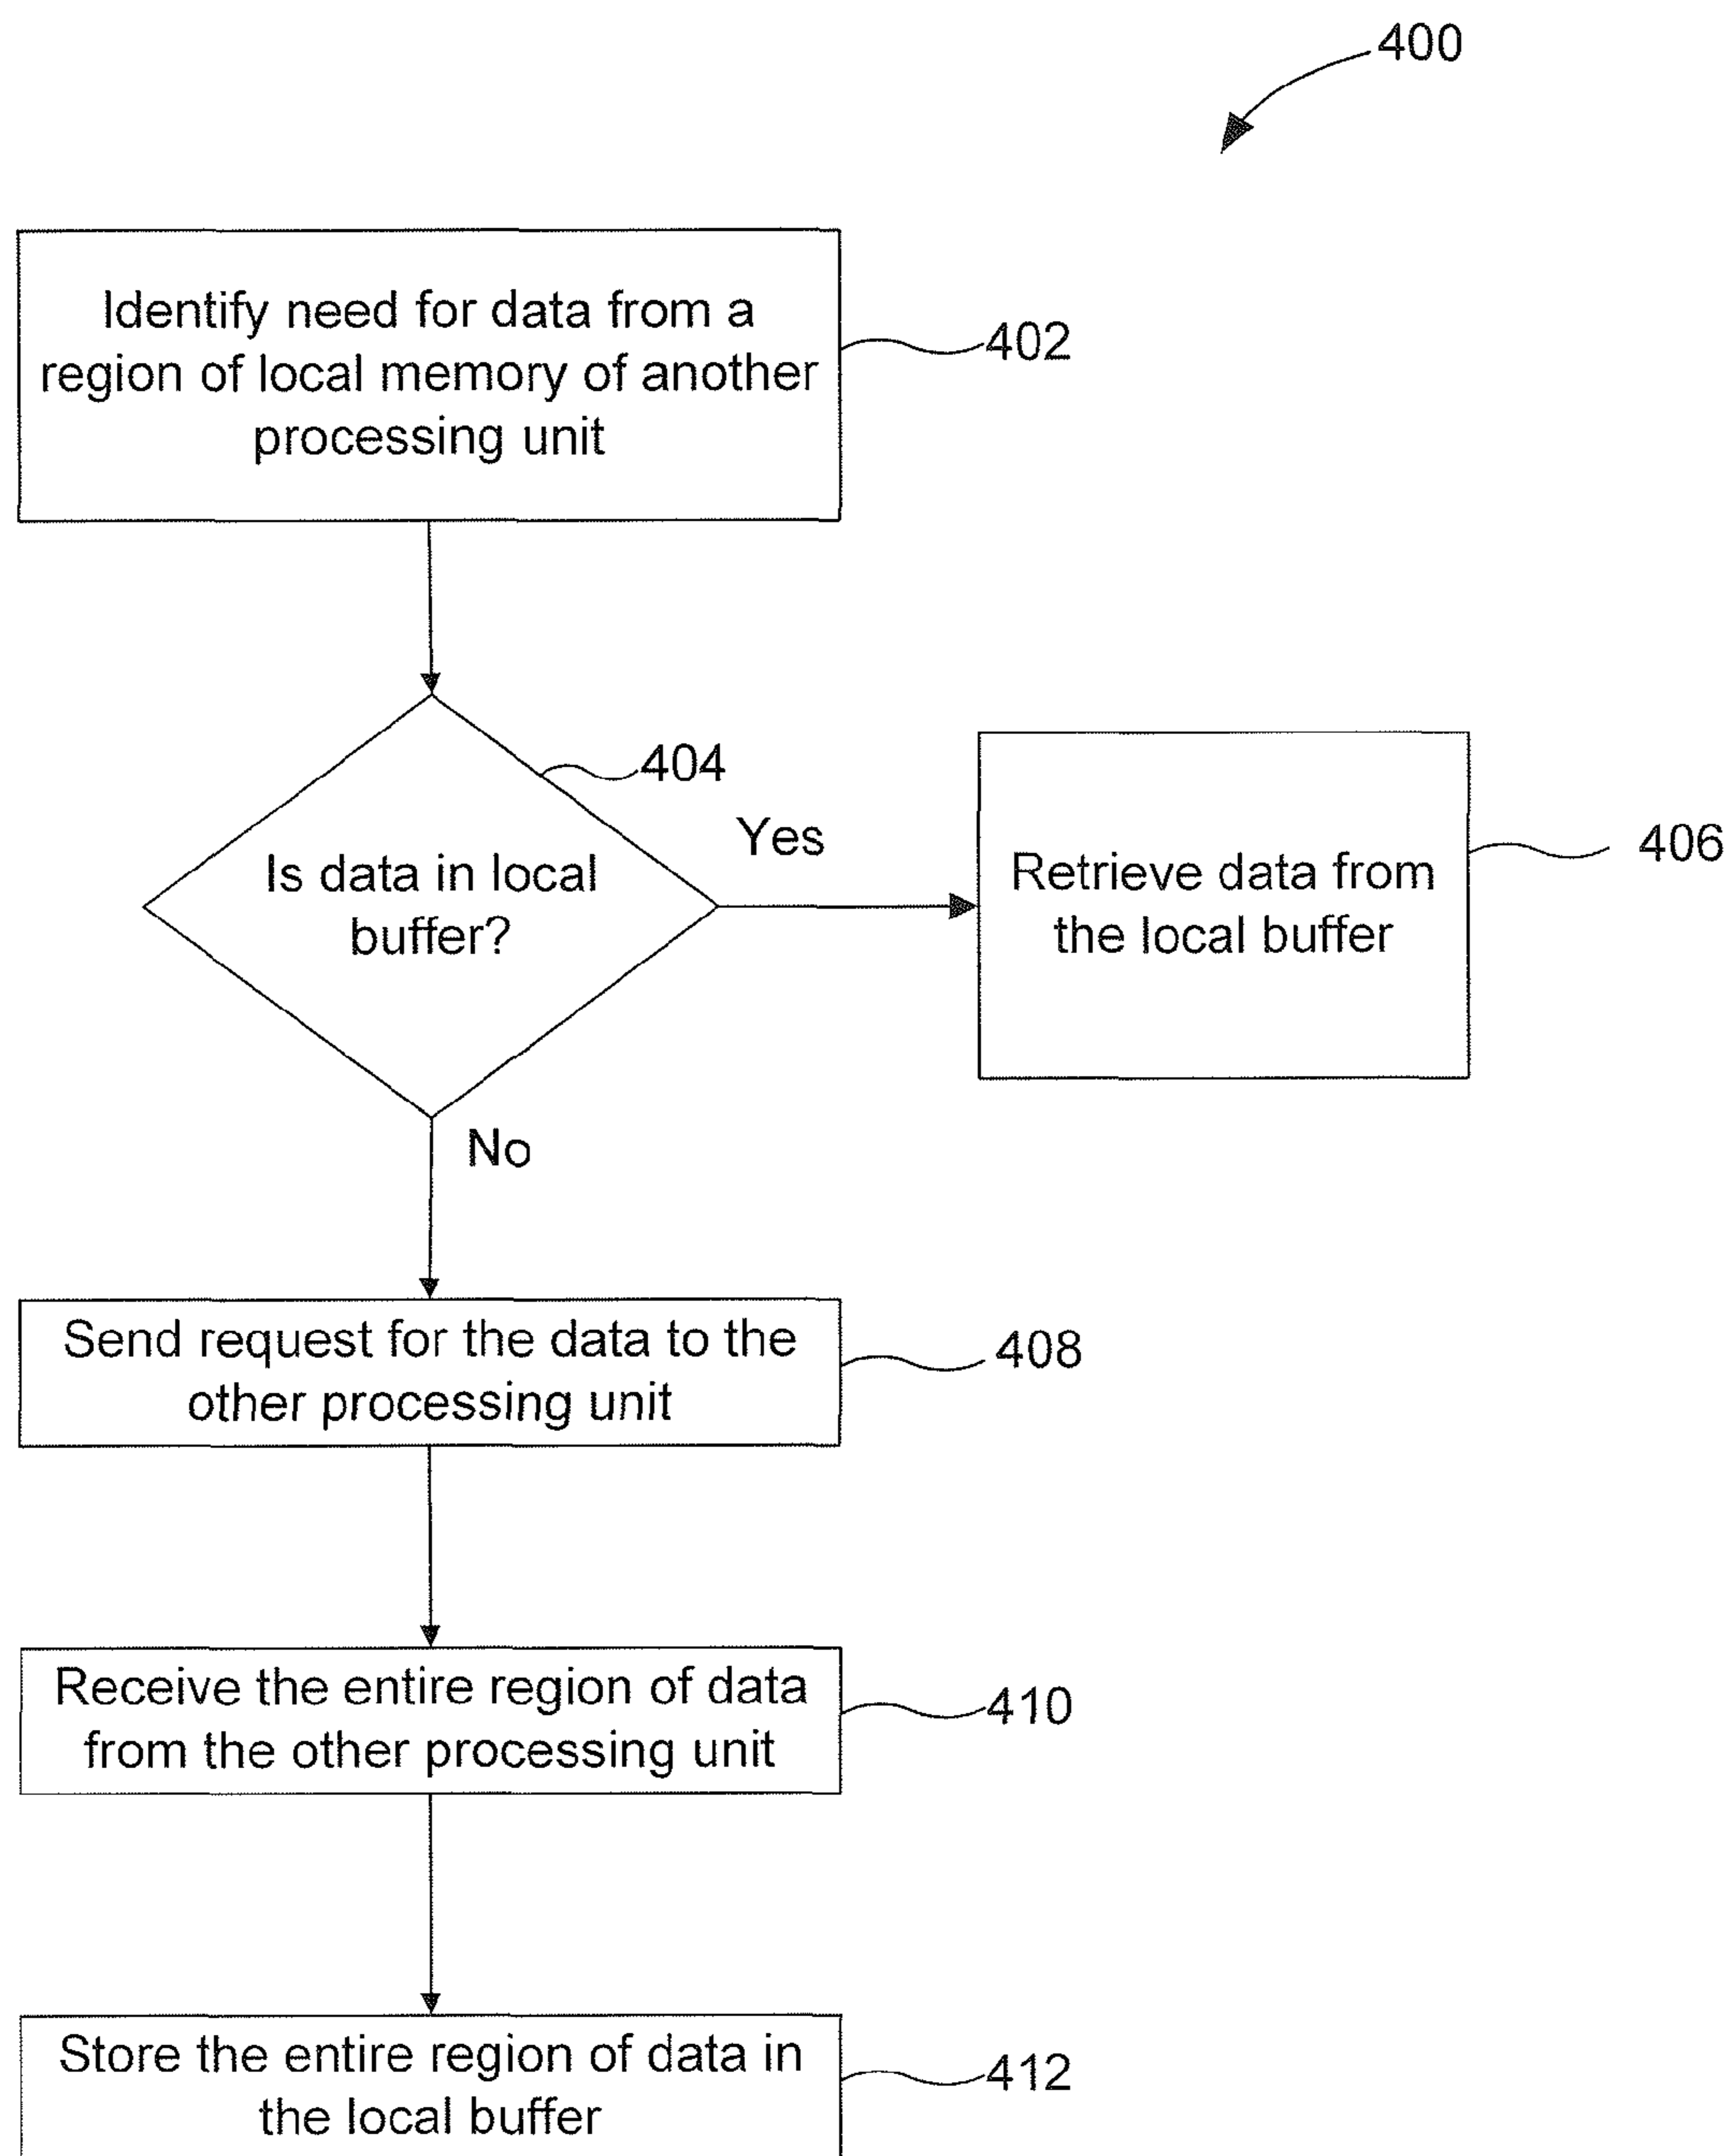 400
Identify need for data from a
region of local memory of another
processing unit
402
404
Yes
Is data in local
buffer?
Retrieve data from
the local buffer
406
No
Send request for the data to the
other processing unit
408
Receive the entire region of data
from the other processing unit
410
Store the entire region of data in
the local buffer
412